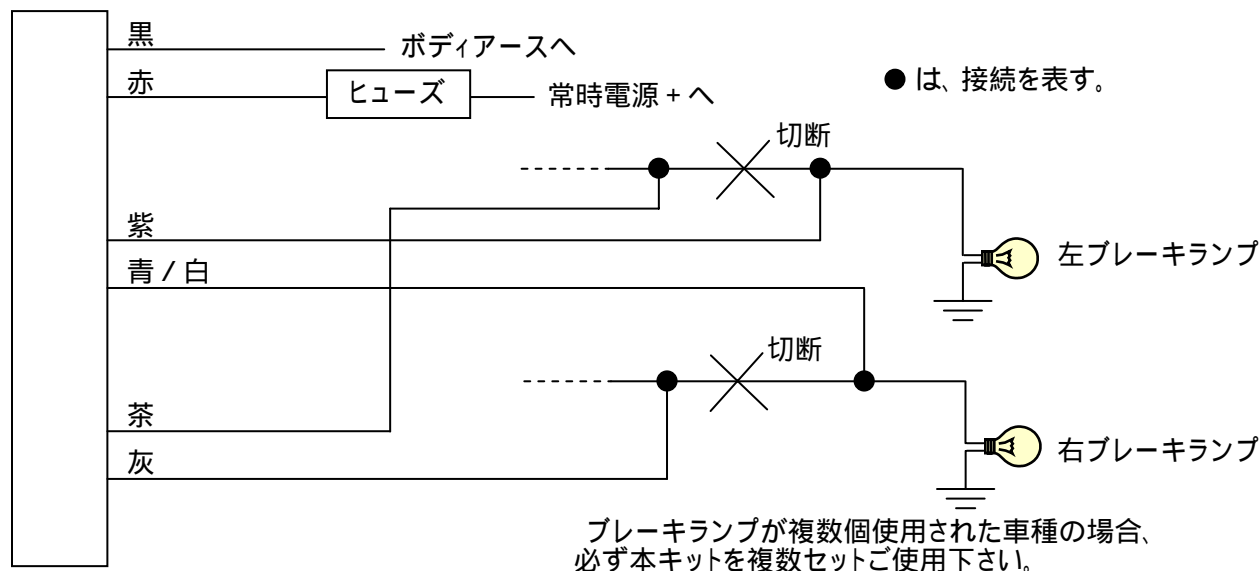 黒
ボディアースへ
赤
ヒューズ
常時電源 + へ
● は、接続を表す。
切断
紫
青 / 白
左ブレーキランプ
切断
茶
灰
右ブレーキランプ
ブレーキランプが複数個使用された車種の場合、
必ず本キットを複数セットご使用下さい。